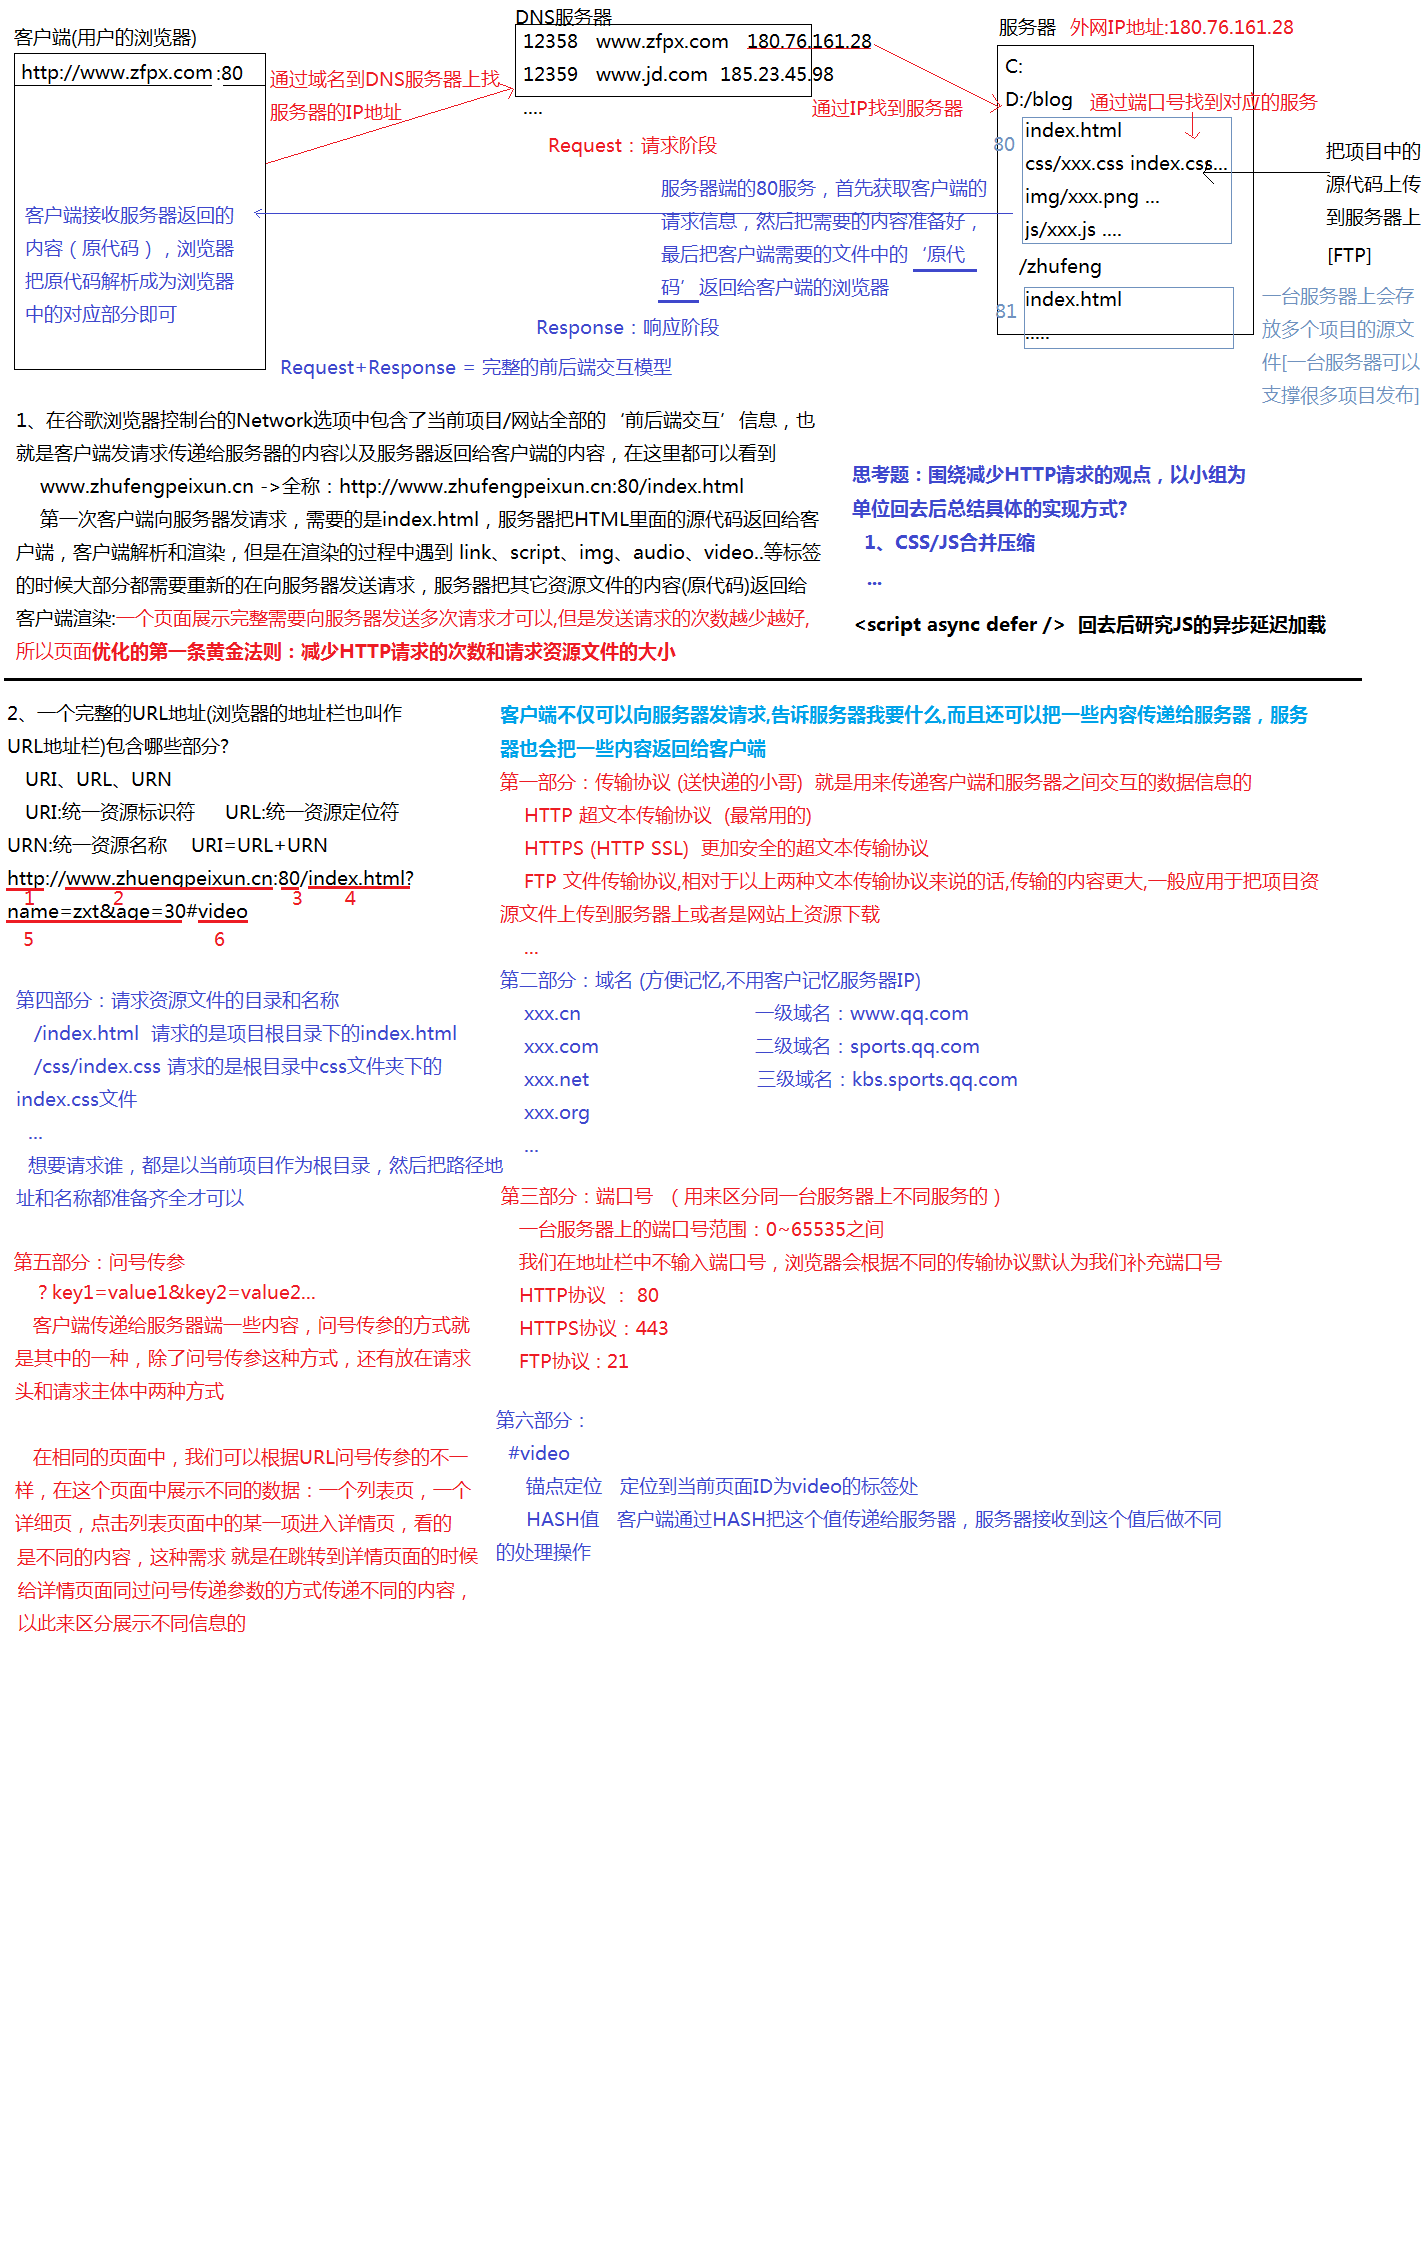 客户端(用户的浏览器)
http://www.zfpx.com :80
通过域名到DNS服务器上找
服务器的IP地址
客户端接收服务器返回的
内容（原代码），浏览器
把原代码解析成为浏览器
中的对应部分即可
DNS服务器
12358 www.zfpx.com 180.76.161.28
12359 www.jd.com 185.23.45.98
....
通过IP找到服务器
Request：请求阶段
服务器端的80服务，首先获取客户端的
请求信息，然后把需要的内容准备好，
最后把客户端需要的文件中的‘原代
码’返回给客户端的浏览器
Response：响应阶段
Request+Response = 完整的前后端交互模型
服务器 外网IP地址:180.76.161.28
C:
D:/blog 通过端口号找到对应的服务
80
index.html
css/xxx.css index.css...
img/xxx.png ...
js/xxx.js ....
/zhufeng
81
index.html
.....
把项目中的
源代码上传
到服务器上
[FTP]
一台服务器上会存
放多个项目的源文
件[一台服务器可以
支撑很多项目发布]
1、在谷歌浏览器控制台的Network选项中包含了当前项目/网站全部的‘前后端交互’信息，也
就是客户端发请求传递给服务器的内容以及服务器返回给客户端的内容，在这里都可以看到
www.zhufengpeixun.cn ->全称：http://www.zhufengpeixun.cn:80/index.html
第一次客户端向服务器发请求，需要的是index.html，服务器把HTML里面的源代码返回给客
户端，客户端解析和渲染，但是在渲染的过程中遇到 link、script、img、audio、video..等标签
的时候大部分都需要重新的在向服务器发送请求，服务器把其它资源文件的内容(原代码)返回给
客户端渲染:一个页面展示完整需要向服务器发送多次请求才可以,但是发送请求的次数越少越好,
所以页面优化的第一条黄金法则：减少HTTP请求的次数和请求资源文件的大小
思考题：围绕减少HTTP请求的观点，以小组为
单位回去后总结具体的实现方式?
1、CSS/JS合并压缩
...
<script async defer /> 回去后研究JS的异步延迟加载
2、一个完整的URL地址(浏览器的地址栏也叫作
URL地址栏)包含哪些部分?
URI、URL、URN
URI:统一资源标识符 URL:统一资源定位符
URN:统一资源名称 URI=URL+URN
http://www.zhuengpeixun.cn:80/index.html?
1 2 3 4
name=zxt&age=30#video
5 6
第四部分：请求资源文件的目录和名称
/index.html 请求的是项目根目录下的index.html
/css/index.css 请求的是根目录中css文件夹下的
index.css文件
...
想要请求谁，都是以当前项目作为根目录，然后把路径地
址和名称都准备齐全才可以
第五部分：问号传参
？key1=value1&key2=value2...
客户端传递给服务器端一些内容，问号传参的方式就
是其中的一种，除了问号传参这种方式，还有放在请求
头和请求主体中两种方式
在相同的页面中，我们可以根据URL问号传参的不一
样，在这个页面中展示不同的数据：一个列表页，一个
详细页，点击列表页面中的某一项进入详情页，看的
是不同的内容，这种需求 就是在跳转到详情页面的时候
给详情页面同过问号传递参数的方式传递不同的内容，
以此来区分展示不同信息的
客户端不仅可以向服务器发请求,告诉服务器我要什么,而且还可以把一些内容传递给服务器，服务
器也会把一些内容返回给客户端
第一部分：传输协议 (送快递的小哥) 就是用来传递客户端和服务器之间交互的数据信息的
HTTP 超文本传输协议 (最常用的)
HTTPS (HTTP SSL) 更加安全的超文本传输协议
FTP 文件传输协议,相对于以上两种文本传输协议来说的话,传输的内容更大,一般应用于把项目资
源文件上传到服务器上或者是网站上资源下载
...
第二部分：域名 (方便记忆,不用客户记忆服务器IP)
xxx.cn 一级域名：www.qq.com
xxx.com 二级域名：sports.qq.com
xxx.net 三级域名：kbs.sports.qq.com
xxx.org
...
第三部分：端口号 （用来区分同一台服务器上不同服务的）
一台服务器上的端口号范围：0~65535之间
我们在地址栏中不输入端口号，浏览器会根据不同的传输协议默认为我们补充端口号
HTTP协议 ： 80
HTTPS协议：443
FTP协议：21
第六部分：
#video
锚点定位 定位到当前页面ID为video的标签处
HASH值 客户端通过HASH把这个值传递给服务器，服务器接收到这个值后做不同
的处理操作